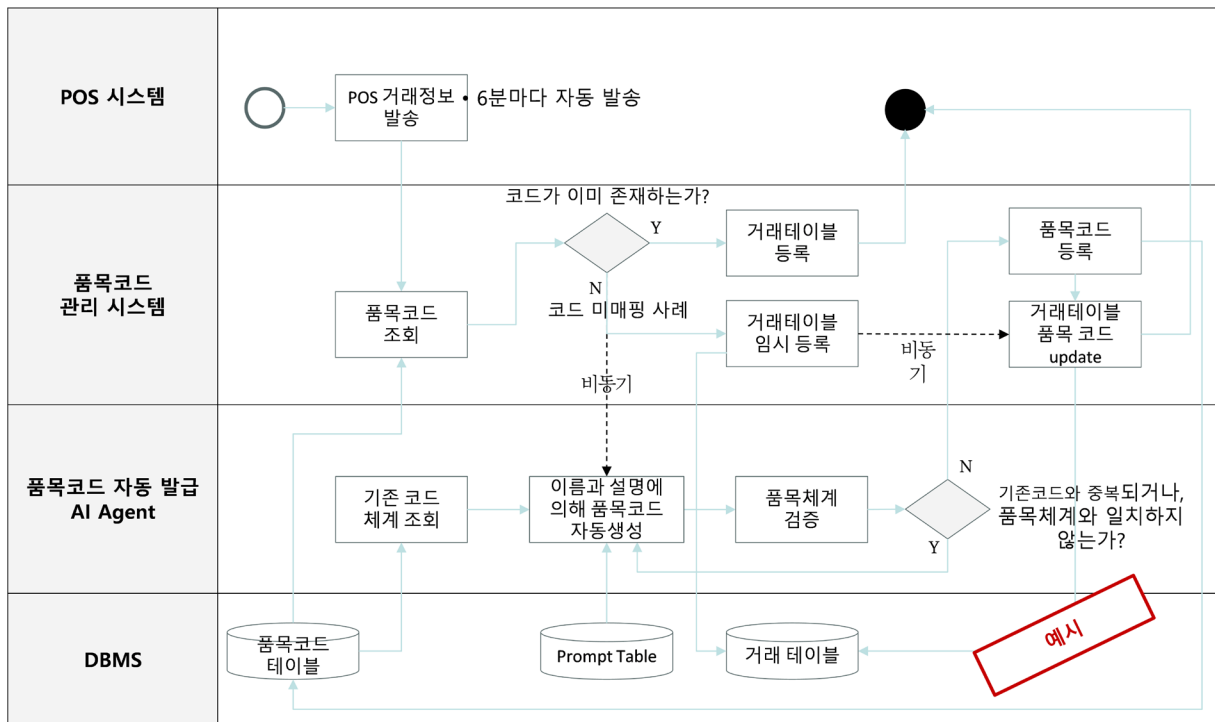 POS 시스템
POS 거래정보
발송
• 6분마다 자동 발송
품목코드
관리 시스템
코드가 이미 존재하는가?
Y
N
코드 미매핑 사례
품목코드
조회
거래테이블
등록
거래테이블
임시 등록
비동기
비동
기
품목코드
등록
거래테이블
품목 코드
update
품목코드 자동 발급
AI Agent
기존 코드
체계 조회
이름과 설명에
의해 품목코드
자동생성
품목체계
검증
N
Y
기존코드와 중복되거나,
품목체계와 일치하지
않는가?
DBMS
품목코드
테이블
Prompt Table
거래 테이블
예시